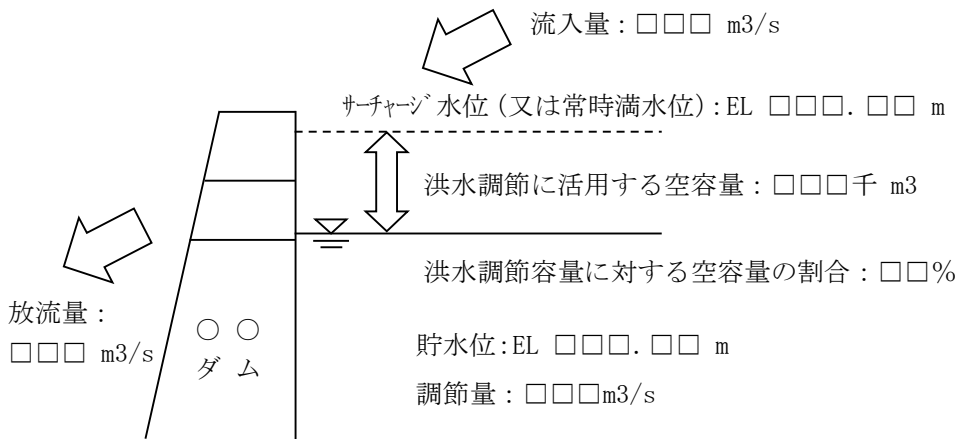 流入量：□□□ m3/s
サーチャージ水位（又は常時満水位）：EL □□□．□□ m
洪水調節に活用する空容量：□□□千 m3
洪水調節容量に対する空容量の割合：□□％
放流量：
□□□ m3/s
○○
ダム
貯水位：EL □□□．□□ m
調節量：□□□m3/s